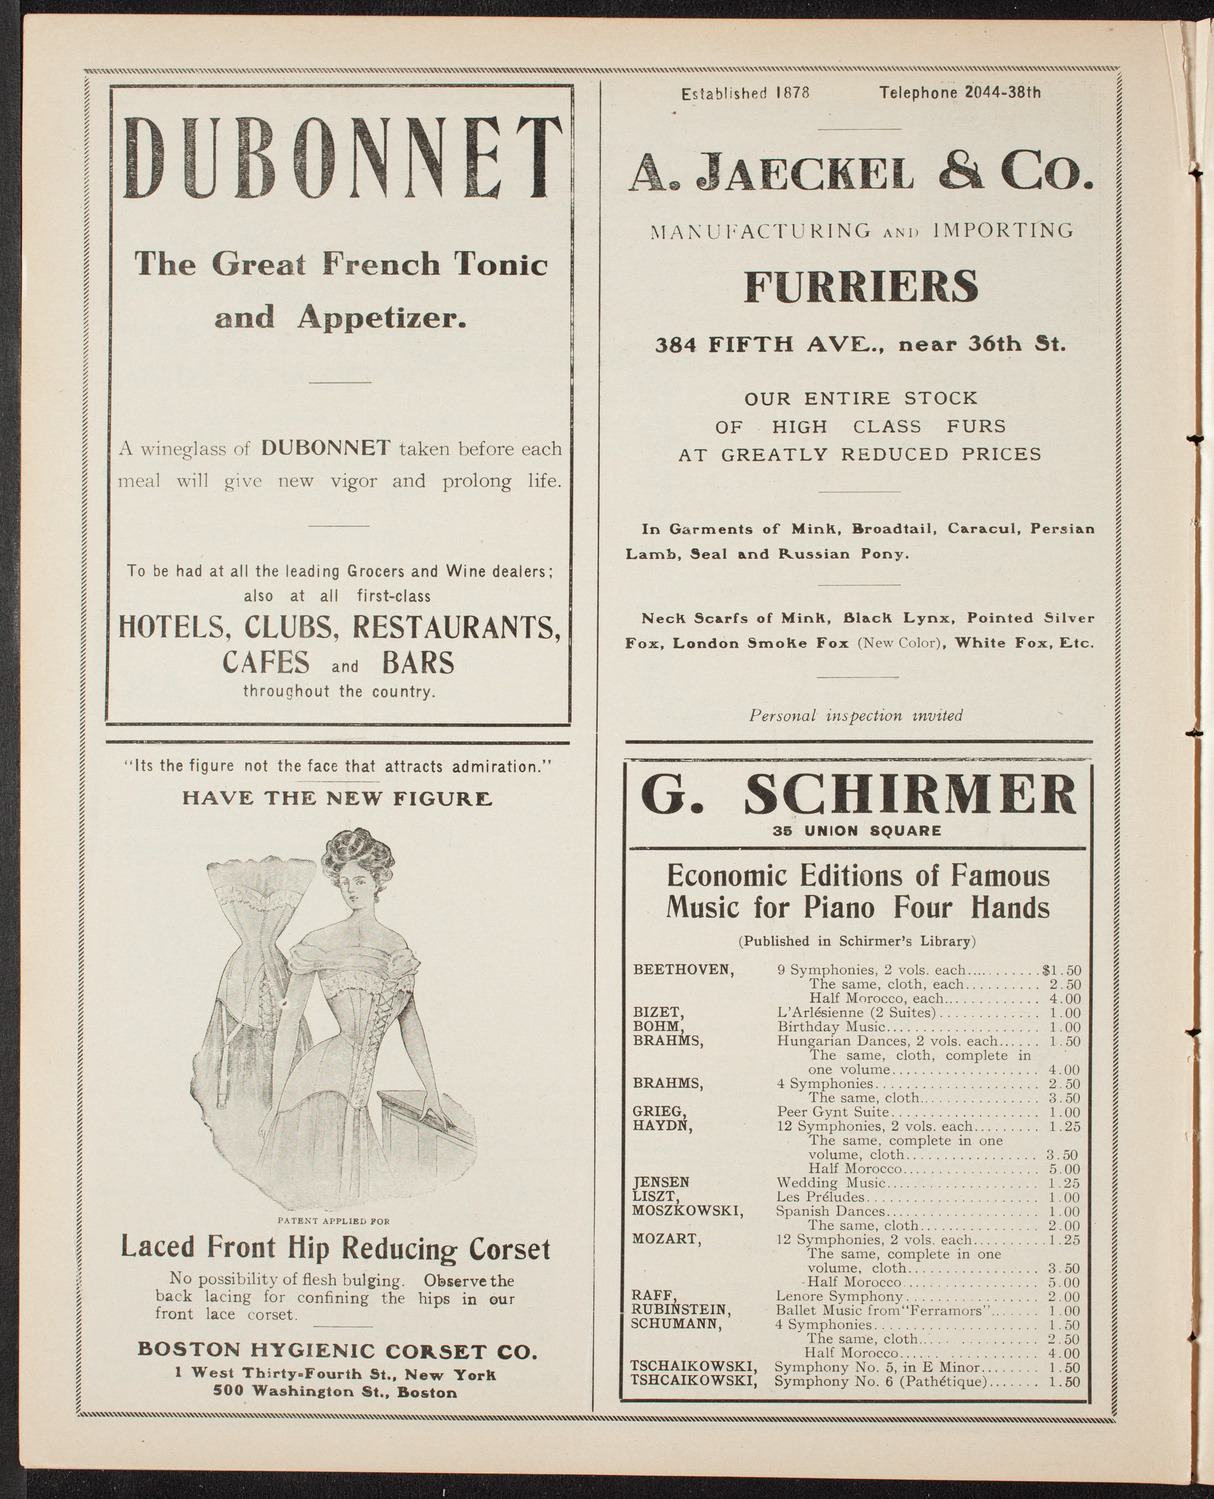 DUBONNET
The Great French Tonic
and Appetizer.
A wineglass of DUBONNET taken before each
meal will give new vigor and prolong life.
To be had at all the leading Grocers and Wine dealers;
also at all first-class
HOTELS, CLUBS, RESTAURANTS,
CAFES and BARS
throughout the country.
"Its the figure not the face that attracts admiration."
HAVE THE NEW FIGURE
PATENT APPLIED FOR
Laced Front Hip Reducing Corset
No possibility of flesh bulging. Observe the
back lacing for confining the hips in our
front lace corset.
BOSTON HYGIENIC CORSET CO.
1 West Thirty-Fourth St., New York
500 Washington St., Boston
Established 1878 Telephone 2044-38th
A. JAECKEL & CO.
MANUFACTURING AND IMPORTING
FURRIERS
384 FIFTH AVE., near 36th St.
OUR ENTIRE STOCK
OF HIGH CLASS FURS
AT GREATLY REDUCED PRICES
In Garments of Mink, Broadtail, Caracul, Persian
Lamb, Seal and Russian Pony.
Neck Scarfs of Mink, Black Lynx, Pointed Silver
Fox, London Smoke Fox (New Color), White Fox, Etc.
Personal inspection invited
G. SCHIRMER
35 UNION SQUARE
Economic Editions of Famous
Music for Piano Four Hands
(Published in Schirmer's Library)
BEETHOVEN, 9 Symphonies, 2 vols. each...........$1.50
The same, cloth, each.......... 2.50
Half Morocco, each............ 4.00
BIZET, L'Arlésienne (2 Suites)............. 1.00
BOHM, Birthday Music.................... 1.00
BRAHMS, Hungarian Dances, 2 vols. each...... 1.50
The same, cloth, complete in
one volume................... 4.00
BRAHMS, 4 Symphonies..................... 2.50
The same, cloth............... 3.50
GRIEG, Peer Gynt Suite................... 1.00
HAYDN, 12 Symphonies, 2 vols. each......... 1.25
The same, complete in one
volume, cloth................. 3.50
Half Morocco.................. 5.00
JENSEN Wedding Music.................... 1.25
LISZT, Les Préludes...................... 1.00
MOSZKOWSKI, Spanish Dances.................... 1.00
The same, cloth............... 2.00
MOZART, 12 Symphonies, 2 vols. each..........1.25
The same, complete in one
volume, cloth................. 3.50
Half Morocco.................. 5.00
RAFF, Lenore Symphony................. 2.00
RUBINSTEIN, Ballet Music from "Ferramors"....... 1.00
SCHUMANN, 4 Symphonies..................... 1.50
The same, cloth............... 2.50
Half Morocco.................. 4.00
TSCHAIKOWSKI, Symphony No. 5, in E Minor........ 1.50
TSHCAIKOWSKI, Symphony No. 6 (Pathétique)....... 1.50